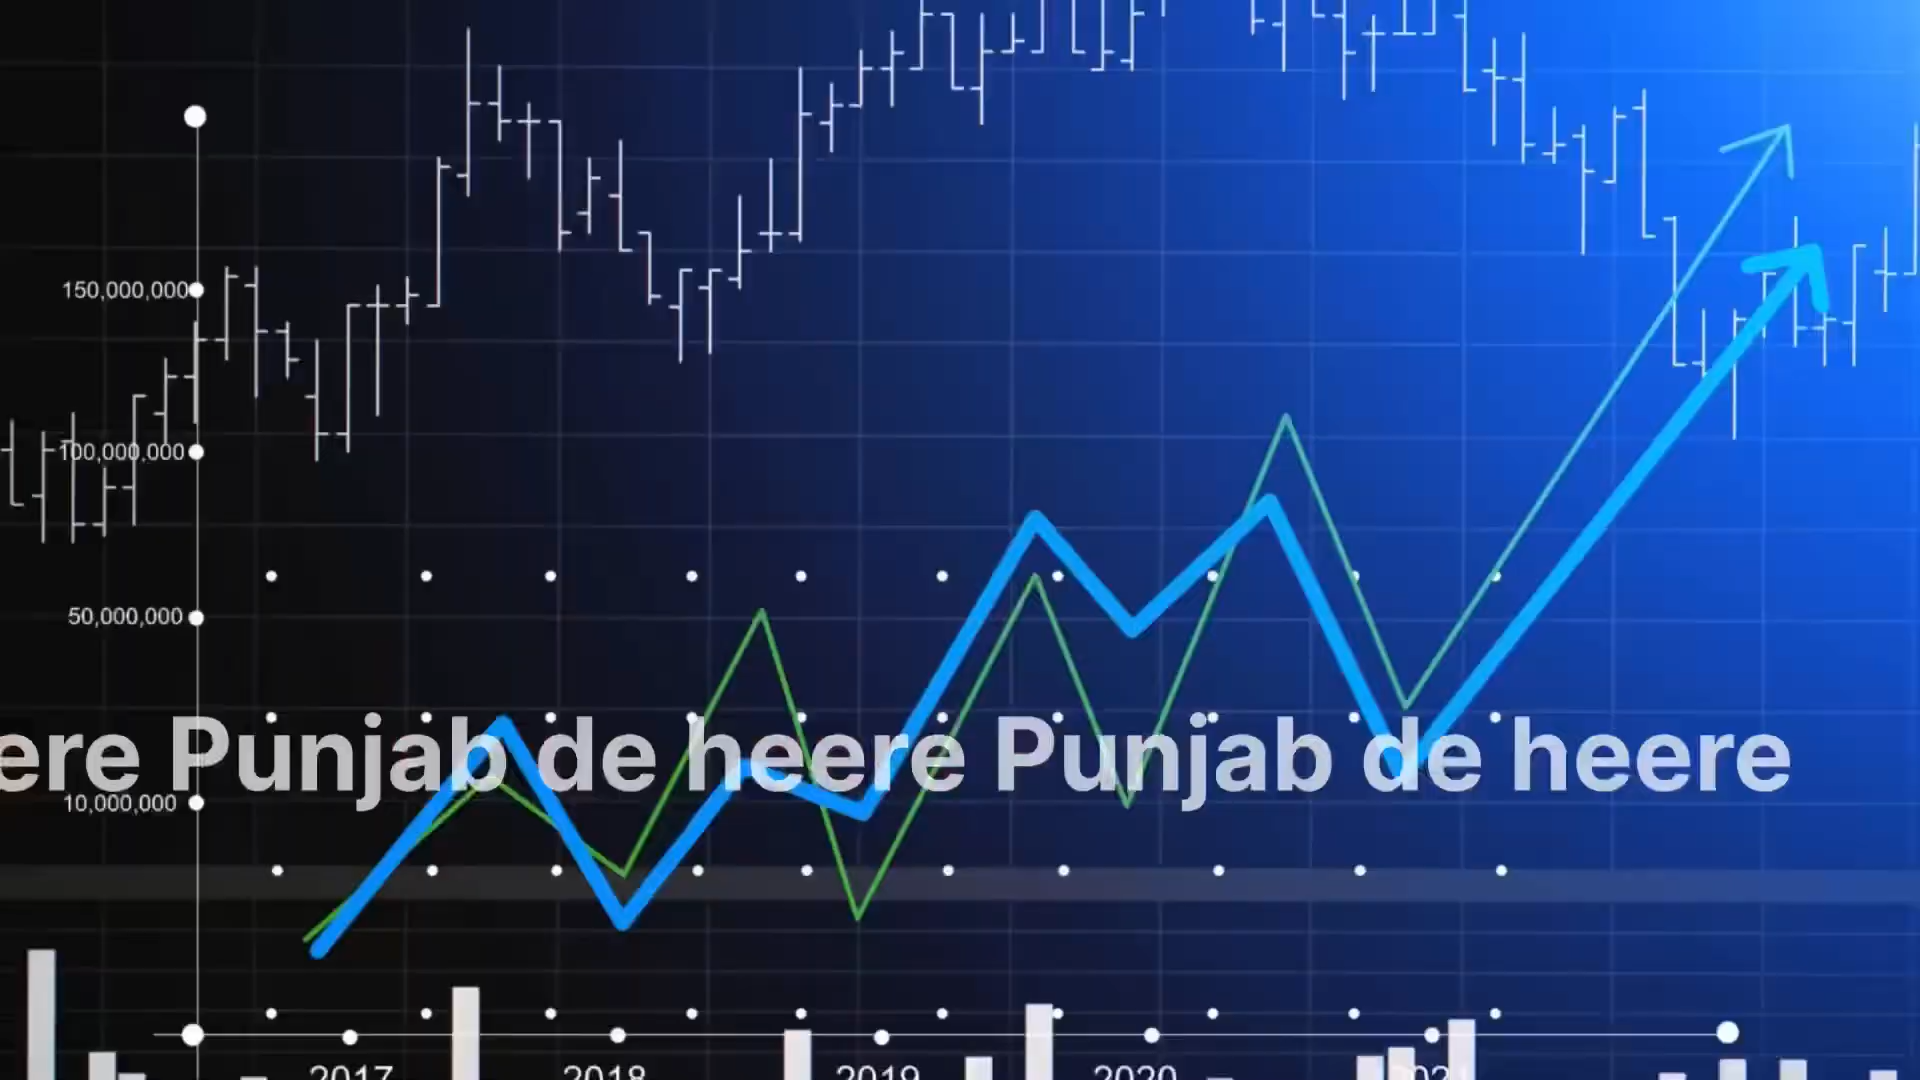 150,000,000
100,000,000
50,000,000
ere Punjab de heere Punjab de heere
10,000,000
2017 2018 2019 2020 2021